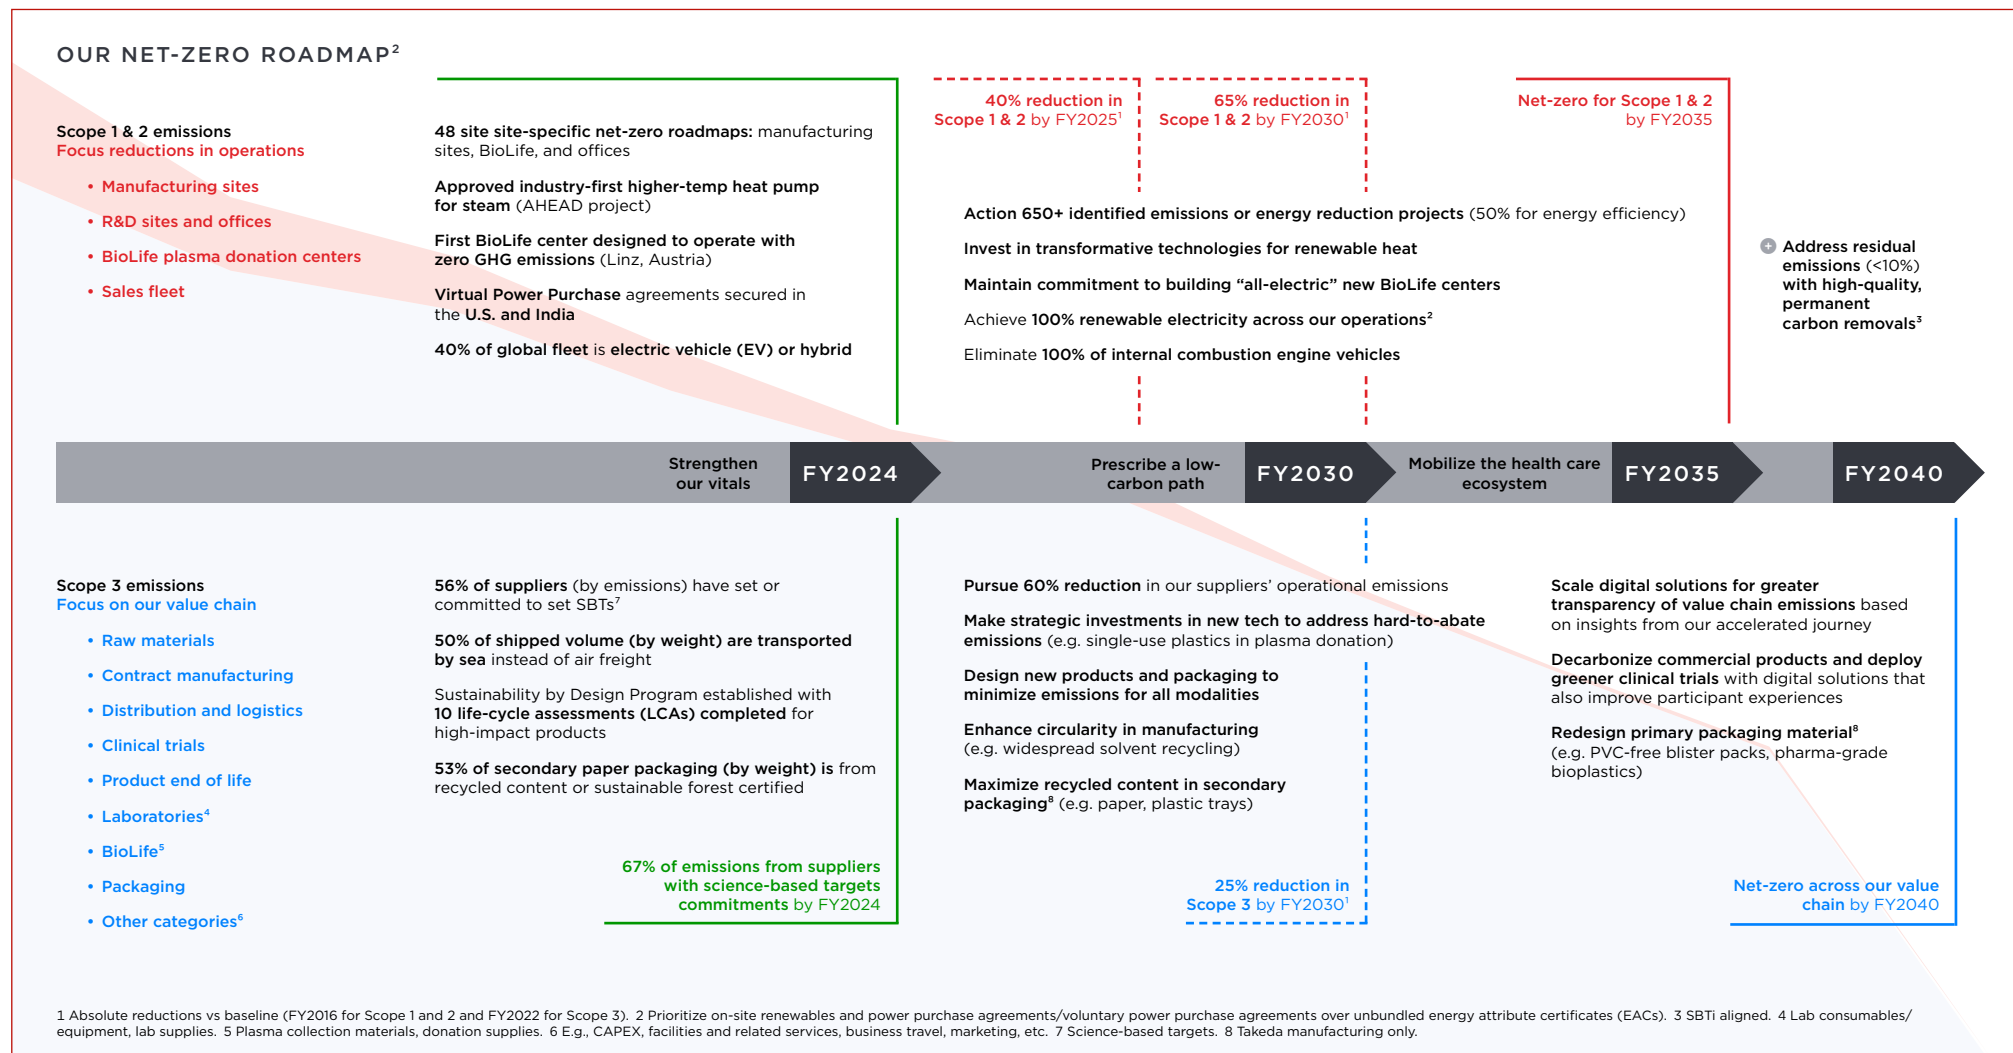 OUR NET-ZERO ROADMAP²
Scope 1 & 2 emissions
Focus reductions in operations
• Manufacturing sites
• R&D sites and offices
• BioLife plasma donation centers
• Sales fleet
48 site site-specific net-zero roadmaps: manufacturing
sites, BioLife, and offices
Approved industry-first higher-temp heat pump
for steam (AHEAD project)
First BioLife center designed to operate with
zero GHG emissions (Linz, Austria)
Virtual Power Purchase agreements secured in
the U.S. and India
40% of global fleet is electric vehicle (EV) or hybrid
40% reduction in
Scope 1 & 2 by FY2025¹
65% reduction in
Scope 1 & 2 by FY2030¹
Net-zero for Scope 1 & 2
by FY2035
Action 650+ identified emissions or energy reduction projects (50% for energy efficiency)
Invest in transformative technologies for renewable heat
Maintain commitment to building “all-electric” new BioLife centers
Achieve 100% renewable electricity across our operations²
Eliminate 100% of internal combustion engine vehicles
Address residual
emissions (<10%)
with high-quality,
permanent
carbon removals³
Strengthen
our vitals
FY2024
Prescribe a low-
carbon path
FY2030
Mobilize the health care
ecosystem
FY2035
FY2040
Scope 3 emissions
Focus on our value chain
• Raw materials
• Contract manufacturing
• Distribution and logistics
• Clinical trials
• Product end of life
• Laboratories⁴
• BioLife⁵
• Packaging
• Other categories⁶
56% of suppliers (by emissions) have set or
committed to set SBTs⁷
50% of shipped volume (by weight) are transported
by sea instead of air freight
Sustainability by Design Program established with
10 life-cycle assessments (LCAs) completed for
high-impact products
53% of secondary paper packaging (by weight) is from
recycled content or sustainable forest certified
67% of emissions from suppliers
with science-based targets
commitments by FY2024
Pursue 60% reduction in our suppliers’ operational emissions
Make strategic investments in new tech to address hard-to-abate
emissions (e.g. single-use plastics in plasma donation)
Design new products and packaging to
minimize emissions for all modalities
Enhance circularity in manufacturing
(e.g. widespread solvent recycling)
Maximize recycled content in secondary
packaging⁸ (e.g. paper, plastic trays)
25% reduction in
Scope 3 by FY2030¹
Scale digital solutions for greater
transparency of value chain emissions based
on insights from our accelerated journey
Decarbonize commercial products and deploy
greener clinical trials with digital solutions that
also improve participant experiences
Redesign primary packaging material⁸
(e.g. PVC-free blister packs, pharma-grade
bioplastics)
Net-zero across our value
chain by FY2040
1 Absolute reductions vs baseline (FY2016 for Scope 1 and 2 and FY2022 for Scope 3). 2 Prioritize on-site renewables and power purchase agreements/voluntary power purchase agreements over unbundled energy attribute certificates (EACs). 3 SBTi aligned. 4 Lab consumables/
equipment, lab supplies. 5 Plasma collection materials, donation supplies. 6 E.g., CAPEX, facilities and related services, business travel, marketing, etc. 7 Science-based targets. 8 Takeda manufacturing only.